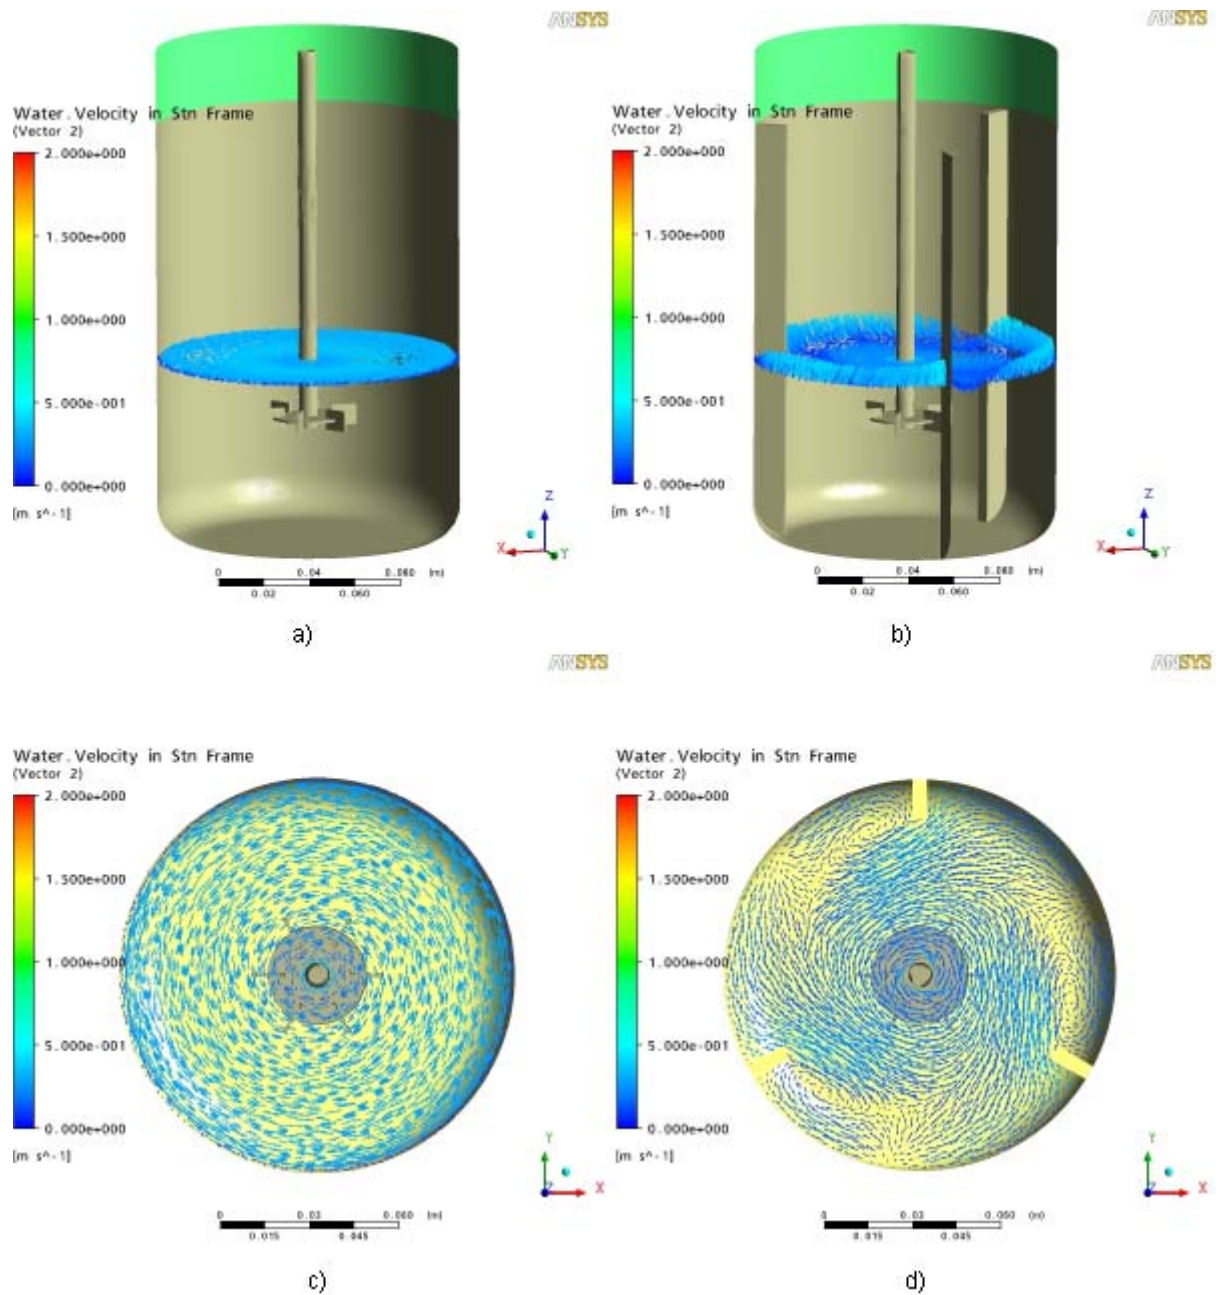 ANSYS
Water.Velocity in Stn Frame
(Vector 2)
2.000e+000
1.500e+000
1.000e+000
5.000e-001
0.000e+000
[m s^-1]
Z
X
Y
0 0.04 0.080 (m)
0.02 0.060
a)
ANSYS
Water.Velocity in Stn Frame
(Vector 2)
2.000e+000
1.500e+000
1.000e+000
5.000e-001
0.000e+000
[m s^-1]
Z
X
Y
0 0.04 0.080 (m)
0.02 0.060
b)
ANSYS
Water.Velocity in Stn Frame
(Vector 2)
2.000e+000
1.500e+000
1.000e+000
5.000e-001
0.000e+000
[m s^-1]
Y
Z
X
0 0.03 0.060 (m)
0.015 0.045
c)
ANSYS
Water.Velocity in Stn Frame
(Vector 2)
2.000e+000
1.500e+000
1.000e+000
5.000e-001
0.000e+000
[m s^-1]
Y
Z
X
0 0.03 0.060 (m)
0.015 0.045
d)